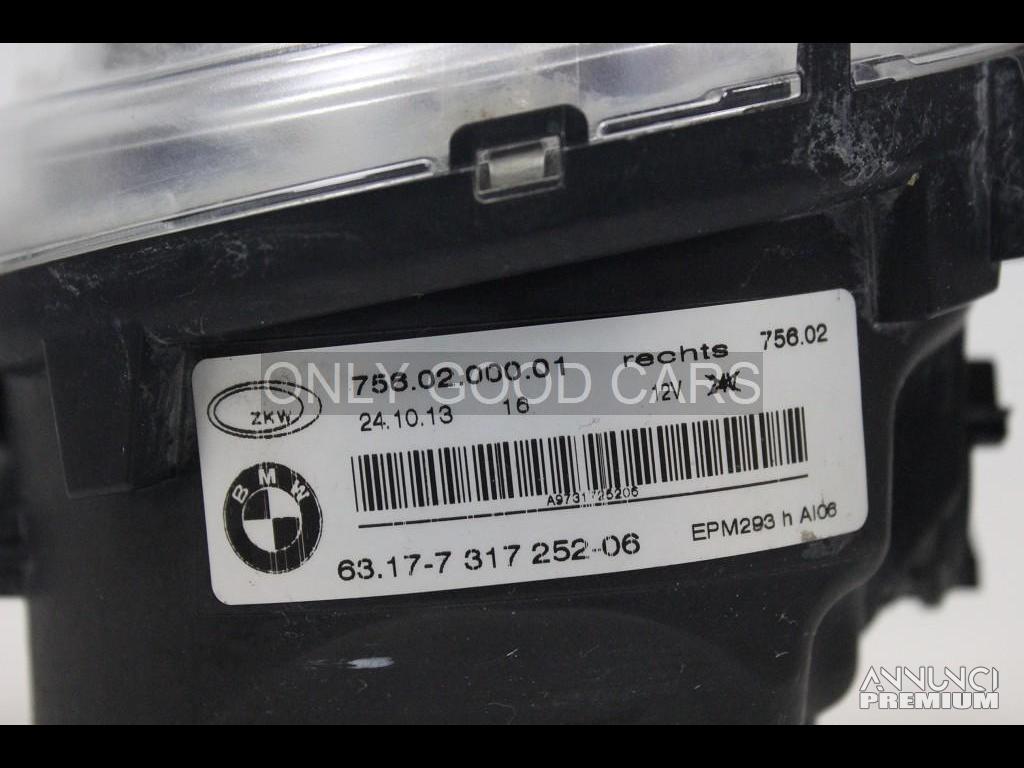 756.02.000.01 rechts 756.02
ONLY GOOD CARS
ZKW 24.10.13 16 12V 24V
BMW
A9731725206
63.17-7 317 252-06 EPM293 h AI06
ANNUNCI
PREMIUM